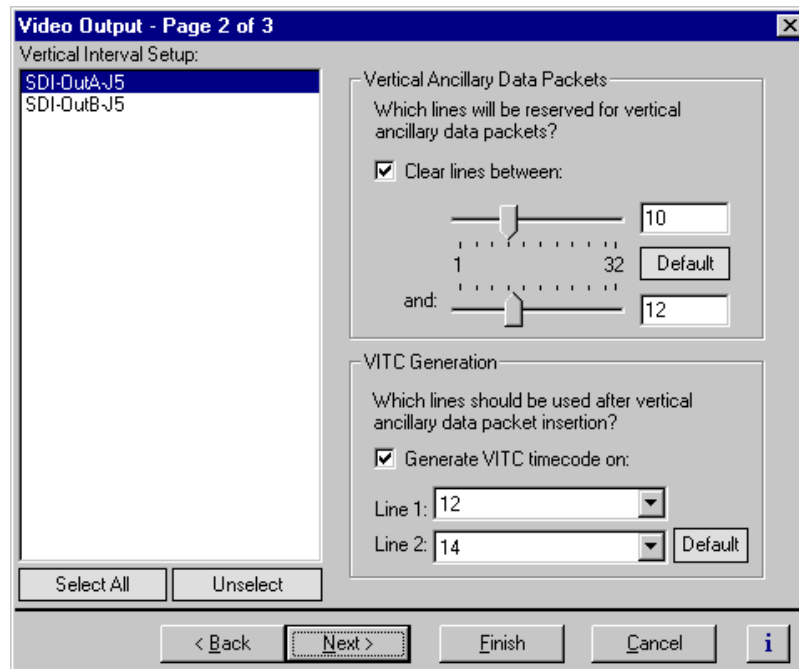 Video Output - Page 2 of 3
Vertical Interval Setup:
SDI-OutA-J5
SDI-OutB-J5
Select All
Unselect
Vertical Ancillary Data Packets
Which lines will be reserved for vertical
ancillary data packets?
Clear lines between:
10
1
32
Default
and:
12
VITC Generation
Which lines should be used after vertical
ancillary data packet insertion?
Generate VITC timecode on:
Line 1:
12
Line 2:
14
Default
< Back
Next >
Finish
Cancel
i